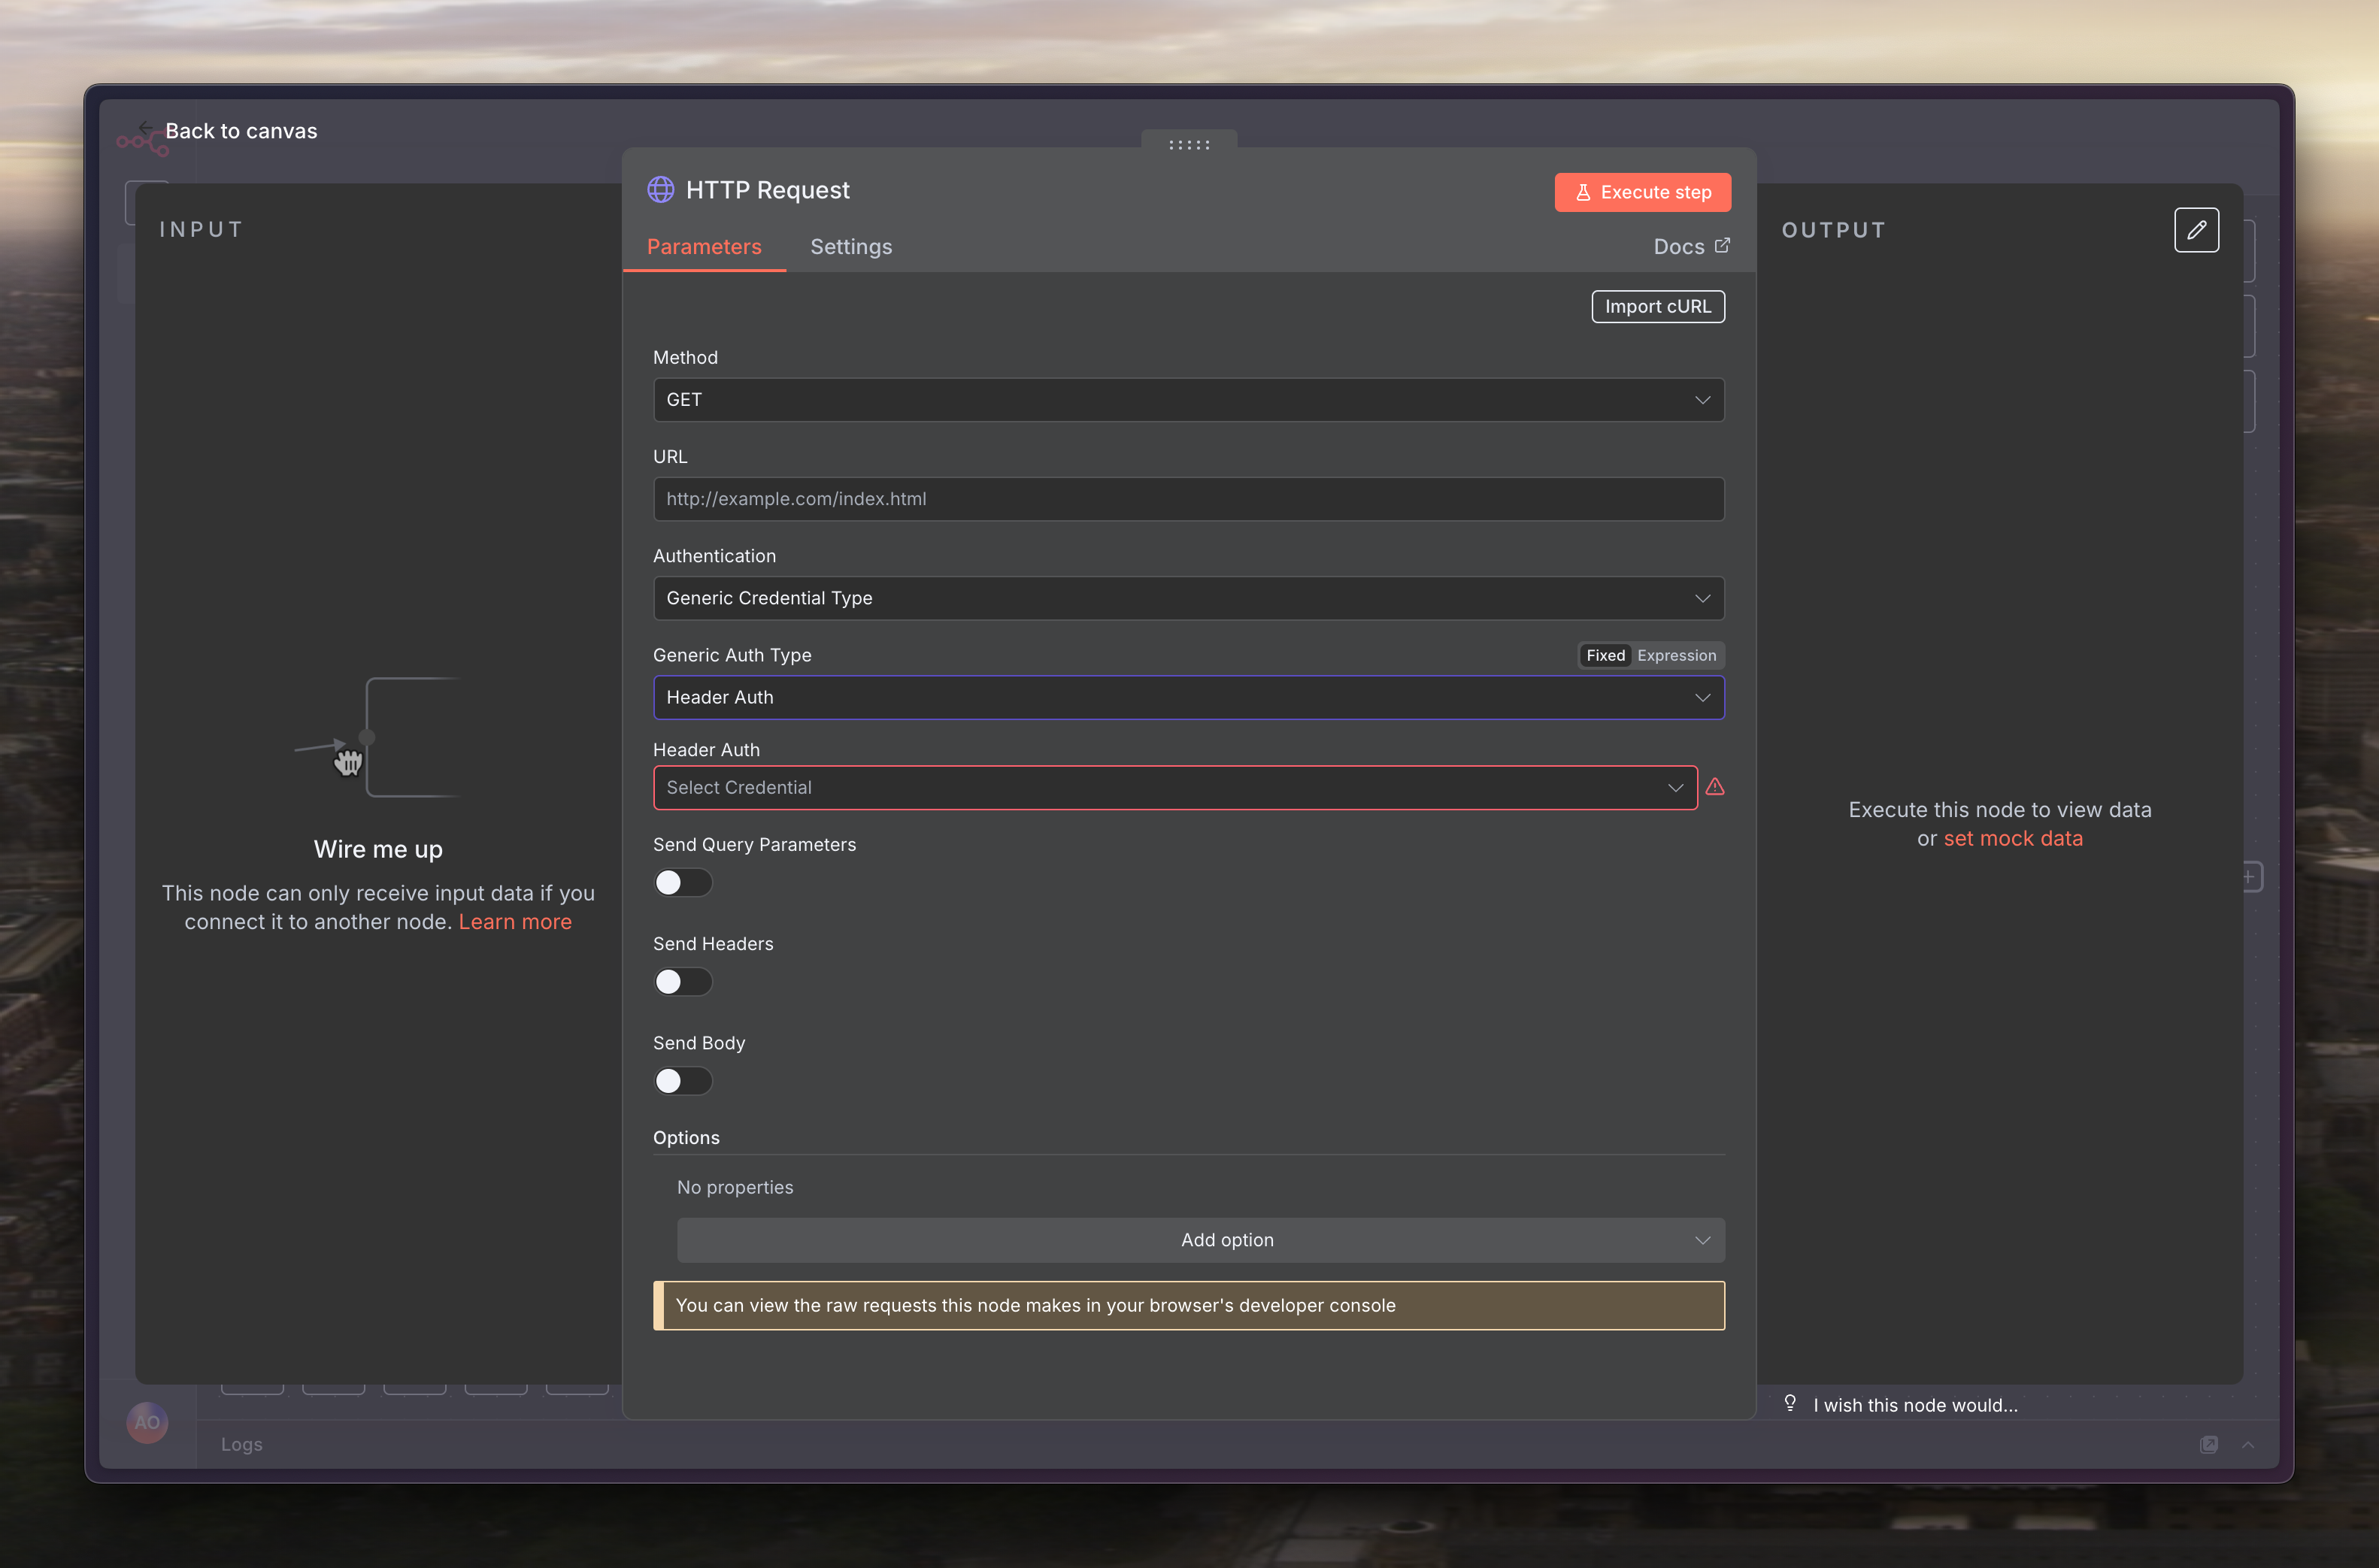 Back to canvas
INPUT
Wire me up
This node can only receive input data if you
connect it to another node. Learn more
HTTP Request
Execute step
Parameters
Settings
Docs
Import cURL
Method
GET
URL
http://example.com/index.html
Authentication
Generic Credential Type
Generic Auth Type
Fixed
Expression
Header Auth
Header Auth
Select Credential
Send Query Parameters
Send Headers
Send Body
Options
No properties
Add option
You can view the raw requests this node makes in your browser's developer console
OUTPUT
Execute this node to view data
or set mock data
I wish this node would...
AO
Logs